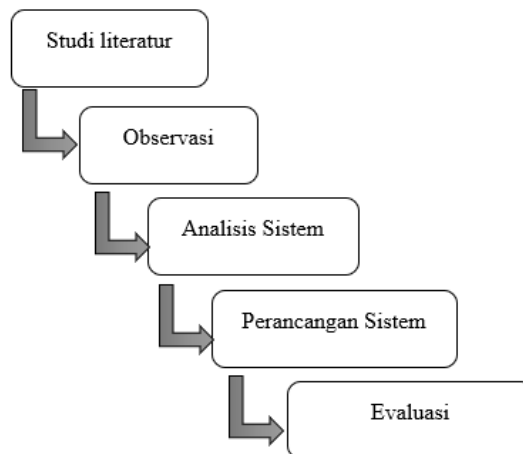 Studi literatur
Observasi
Analisis Sistem
Perancangan Sistem
Evaluasi